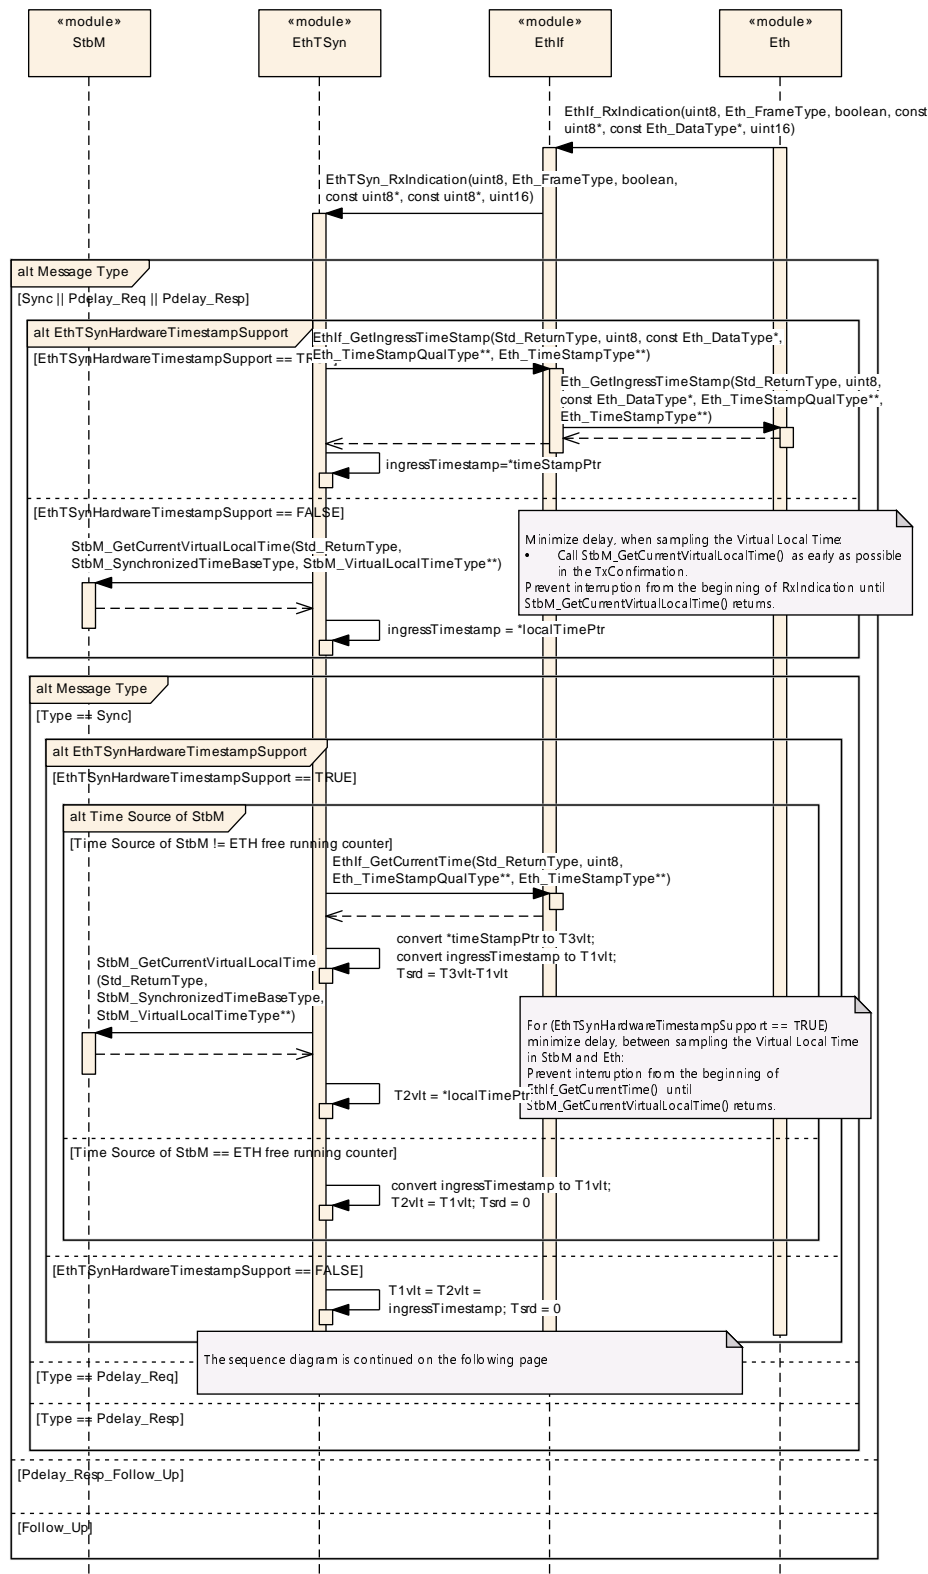 «module»
StbM
«module»
EthTSyn
«module»
EthIf
«module»
Eth
EthIf_RxIndication(uint8, Eth_FrameType, boolean, const
uint8*, const Eth_DataType*, uint16)
EthTSyn_RxIndication(uint8, Eth_FrameType, boolean,
const uint8*, const uint8*, uint16)
alt Message Type
[Sync || Pdelay_Req || Pdelay_Resp]
alt EthTSynHardwareTimestampSupport
EthIf_GetIngressTimeStamp(Std_ReturnType, uint8, const Eth_DataType*,
Eth_TimeStampQualType**, Eth_TimeStampType**)
[EthTSynHardwareTimestampSupport ==
Eth_GetIngressTimeStamp(Std_ReturnType, uint8,
const Eth_DataType*, Eth_TimeStampQualType**,
Eth_TimeStampType**)
ingressTimestamp=*timeStampPtr
[EthTSynHardwareTimestampSupport == FALSE]
Minimize delay, when sampling the Virtual Local Time:
• Call StbM_GetCurrentVirtualLocalTime() as early as possible
in the TxConfirmation.
Prevent interruption from the beginning of RxIndication until
StbM_GetCurrentVirtualLocalTime() returns.
StbM_GetCurrentVirtualLocalTime(Std_ReturnType,
StbM_SynchronizedTimeBaseType, StbM_VirtualLocalTimeType**)
ingressTimestamp = *localTimePtr
alt Message Type
[Type == Sync]
alt EthTSynHardwareTimestampSupport
[EthTSynHardwareTimestampSupport == TRUE]
alt Time Source of StbM
[Time Source of StbM != ETH free running counter]
EthIf_GetCurrentTime(Std_ReturnType, uint8,
Eth_TimeStampQualType**, Eth_TimeStampType**)
convert *timeStampPtr to T3vlt;
convert ingressTimestamp to T1vlt;
Tsrd = T3vlt-T1vlt
StbM_GetCurrentVirtualLocalTime
(Std_ReturnType,
StbM_SynchronizedTimeBaseType,
StbM_VirtualLocalTimeType**)
For (EthTSynHardwareTimestampSupport == TRUE)
minimize delay, between sampling the Virtual Local Time
in StbM and Eth:
Prevent interruption from the beginning of
EthIf_GetCurrentTime() until
StbM_GetCurrentVirtualLocalTime() returns.
T2vlt = *localTimePtr
[Time Source of StbM == ETH free running counter]
convert ingressTimestamp to T1vlt;
T2vlt = T1vlt; Tsrd = 0
[EthTSynHardwareTimestampSupport == FALSE]
T1vlt = T2vlt =
ingressTimestamp; Tsrd = 0
The sequence diagram is continued on the following page
[Type == Pdelay_Req]
[Type == Pdelay_Resp]
[Pdelay_Resp_Follow_Up]
[Follow_Up]